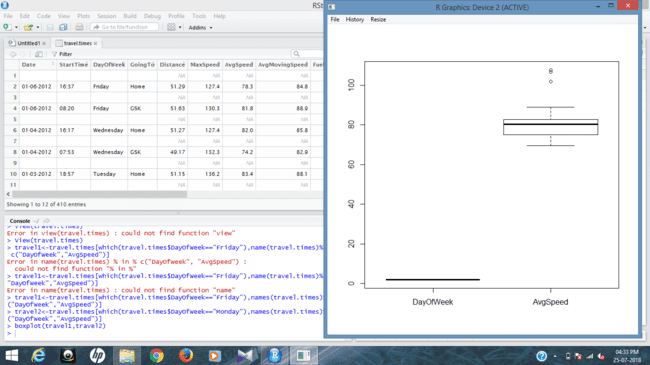 RSt
R Graphics: Device 2 (ACTIVE)
File Edit Code View Plots Session Build Debug Profile Tools Help
File History Resize
Go to file/function
Addins
Untitled1
travel.times
Filter
Date StartTime DayOfWeek GoingTo Distance MaxSpeed AvgSpeed AvgMovingSpeed Fuel
1 NA NA NA NA
2 01-06-2012 16:37 Friday Home 51.29 127.4 78.3 84.8
3 NA NA NA NA
4 01-06-2012 08:20 Friday GSK 51.63 130.3 81.8 88.9
5 NA NA NA NA
6 01-04-2012 16:17 Wednesday Home 51.27 127.4 82.0 85.8
7 NA NA NA NA
8 01-04-2012 07:53 Wednesday GSK 49.17 132.3 74.2 82.9
9 NA NA NA NA
10 01-03-2012 18:57 Tuesday Home 51.15 136.2 83.4 88.1
11 NA NA NA NA
Showing 1 to 12 of 410 entries
Console ~/
> view(travel.times)
Error in view(travel.times) : could not find function "view"
> View(travel.times)
> travel1<-travel.times[which(travel.times$DayOfWeek=="Friday"),name(travel.times)%
c("DayOfWeek","AvgSpeed")]
Error in name(travel.times) % in % c("DayOfWeek", "AvgSpeed") :
could not find function "% in %"
> travel1<-travel.times[which(travel.times$DayOfWeek=="Friday"),name(travel.times)%
"DayOfWeek","AvgSpeed")]
Error in name(travel.times) : could not find function "name"
> travel1<-travel.times[which(travel.times$DayOfWeek=="Friday"),names(travel.times)
("DayOfWeek","AvgSpeed")]
> travel2<-travel.times[which(travel.times$DayOfWeek=="Monday"),names(travel.times)
("DayOfWeek","AvgSpeed")]
> boxplot(travel1,travel2)
>
100
80
60
40
20
0
DayOfWeek AvgSpeed
04:33 PM
25-07-2018